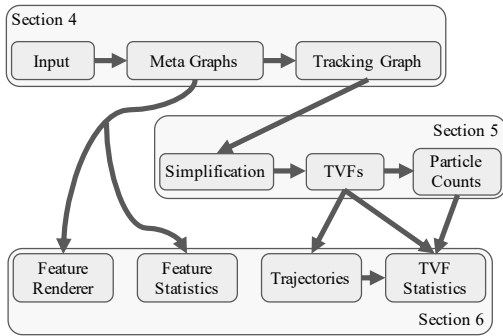 Section 4
Input
Meta Graphs
Tracking Graph
Section 5
Simplification
TVFs
Particle
Counts
Feature
Renderer
Feature
Statistics
Trajectories
TVF
Statistics
Section 6